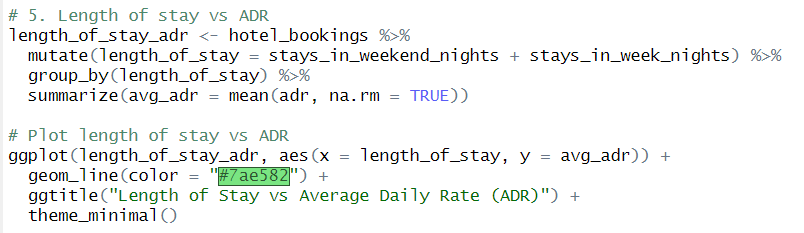 # 5. Length of stay vs ADR
length_of_stay_adr <- hotel_bookings %>%
  mutate(length_of_stay = stays_in_weekend_nights + stays_in_week_nights) %>%
  group_by(length_of_stay) %>%
  summarize(avg_adr = mean(adr, na.rm = TRUE))

# Plot length of stay vs ADR
ggplot(length_of_stay_adr, aes(x = length_of_stay, y = avg_adr)) +
  geom_line(color = "#7ae582") +
  ggtitle("Length of Stay vs Average Daily Rate (ADR)") +
  theme_minimal()